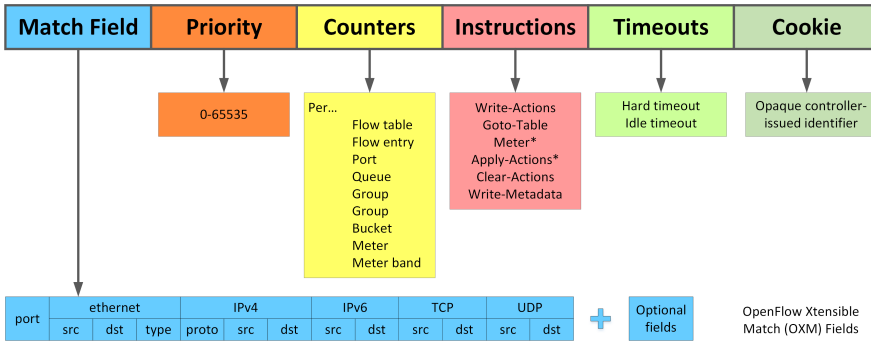 Match Field Priority Counters Instructions Timeouts Cookie
0-65535
Per...
Flow table
Flow entry
Port
Queue
Group
Group
Bucket
Meter
Meter band
Write-Actions
Goto-Table
Meter*
Apply-Actions*
Clear-Actions
Write-Metadata
Hard timeout
Idle timeout
Opaque controller-
issued identifier
port ethernet IPv4 IPv6 TCP UDP
src dst type proto src dst src dst src dst src dst
Optional
fields
OpenFlow Xtensible
Match (OXM) Fields